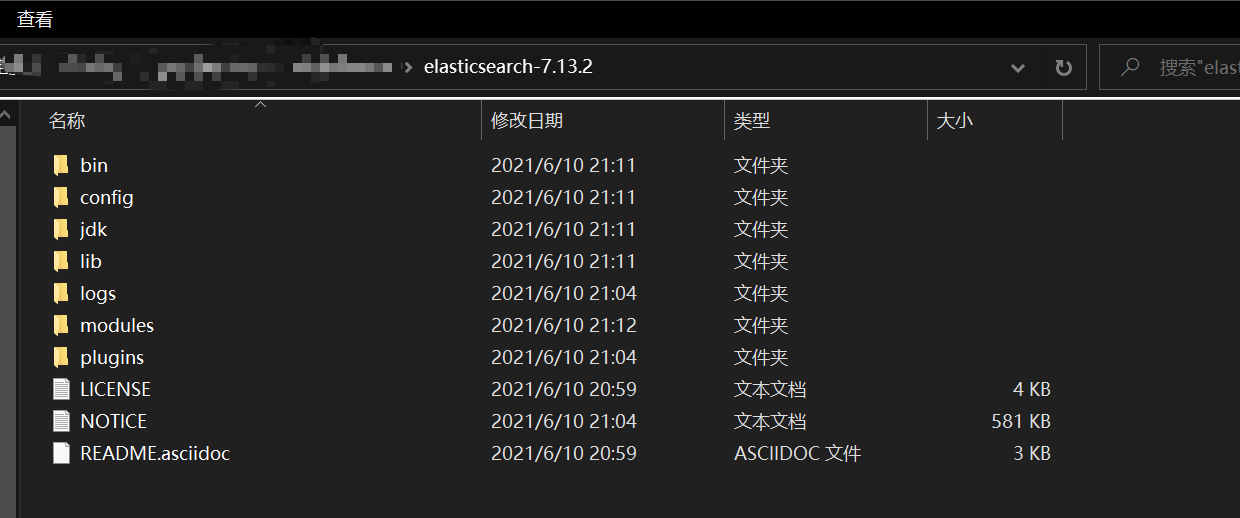 查看
elasticsearch-7.13.2 搜索"elast
名称 修改日期 类型 大小
bin 2021/6/10 21:11 文件夹
config 2021/6/10 21:11 文件夹
jdk 2021/6/10 21:11 文件夹
lib 2021/6/10 21:11 文件夹
logs 2021/6/10 21:04 文件夹
modules 2021/6/10 21:12 文件夹
plugins 2021/6/10 21:04 文件夹
LICENSE 2021/6/10 20:59 文本文档 4 KB
NOTICE 2021/6/10 21:04 文本文档 581 KB
README.asciidoc 2021/6/10 20:59 ASCIIDOC 文件 3 KB